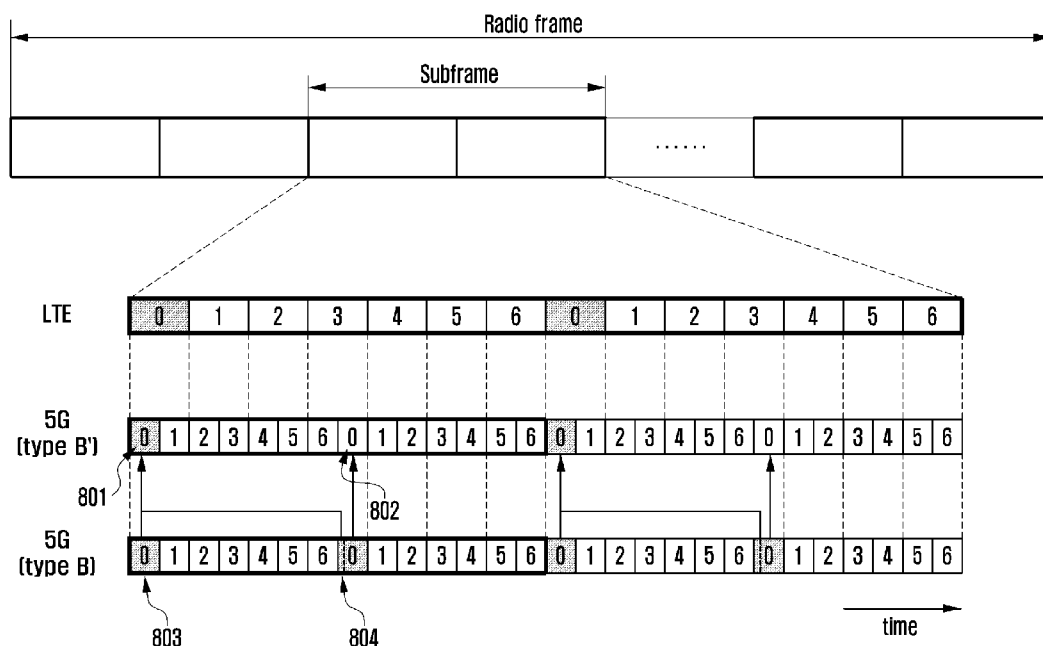 Radio frame
Subframe
......
LTE
0 1 2 3 4 5 6 0 1 2 3 4 5 6
5G
(type B')
0 1 2 3 4 5 6 0 1 2 3 4 5 6 0 1 2 3 4 5 6 0 1 2 3 4 5 6
801
802
5G
(type B)
0 1 2 3 4 5 6 0 1 2 3 4 5 6 0 1 2 3 4 5 6 0 1 2 3 4 5 6
803
804
time